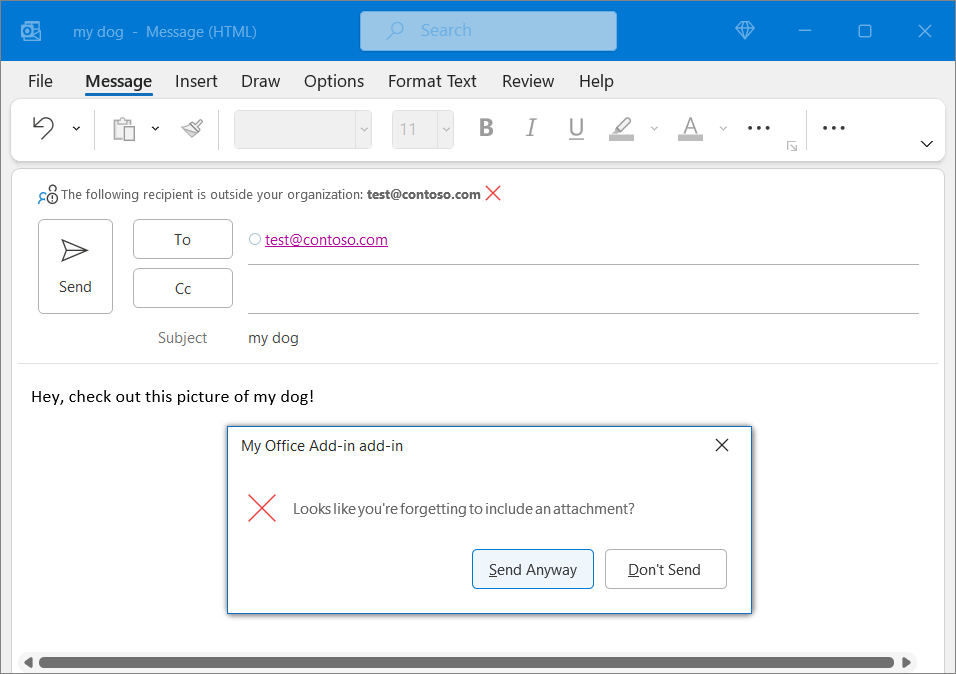 my dog - Message (HTML)
Search
File Message Insert Draw Options Format Text Review Help
11 B I U A
The following recipient is outside your organization: test@contoso.com
To test@contoso.com
Send
Cc
Subject my dog
Hey, check out this picture of my dog!
My Office Add-in add-in
Looks like you're forgetting to include an attachment?
Send Anyway Don't Send